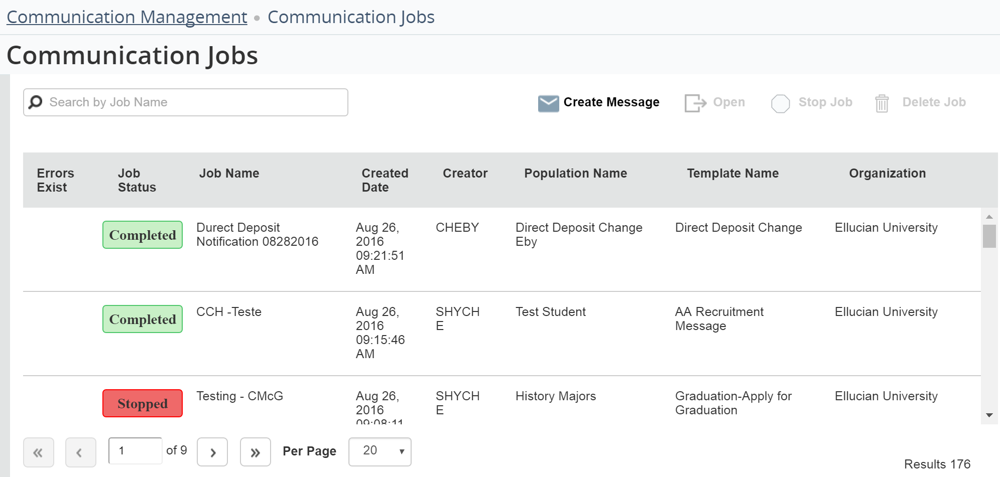 Communication Management • Communication Jobs
Communication Jobs
Search by Job Name
Create Message
Open
Stop Job
Delete Job
Errors Exist
Job Status
Job Name
Created Date
Creator
Population Name
Template Name
Organization
Completed
Durect Deposit
Notification 08282016
Aug 26,
2016
09:21:51
AM
CHEBY
Direct Deposit Change
Eby
Direct Deposit Change
Ellucian University
Completed
CCH -Teste
Aug 26,
2016
09:15:46
AM
SHYCH
E
Test Student
AA Recruitment
Message
Ellucian University
Stopped
Testing - CMcG
Aug 26,
2016
09:08:11
SHYCH
E
History Majors
Graduation-Apply for
Graduation
Ellucian University
« ‹ 1 of 9 › » Per Page 20
Results 176